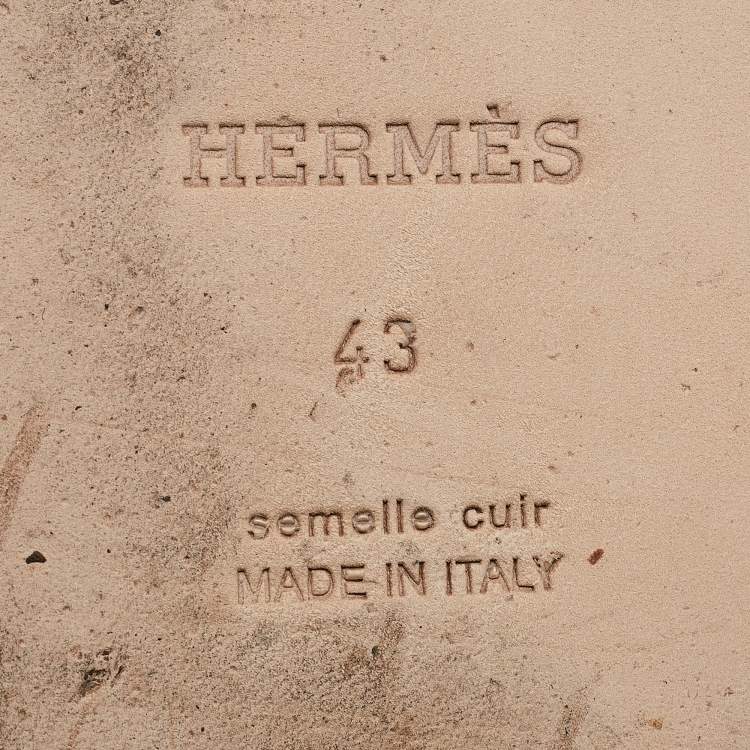 HERMÈS
43
semelle cuir
MADE IN ITALY